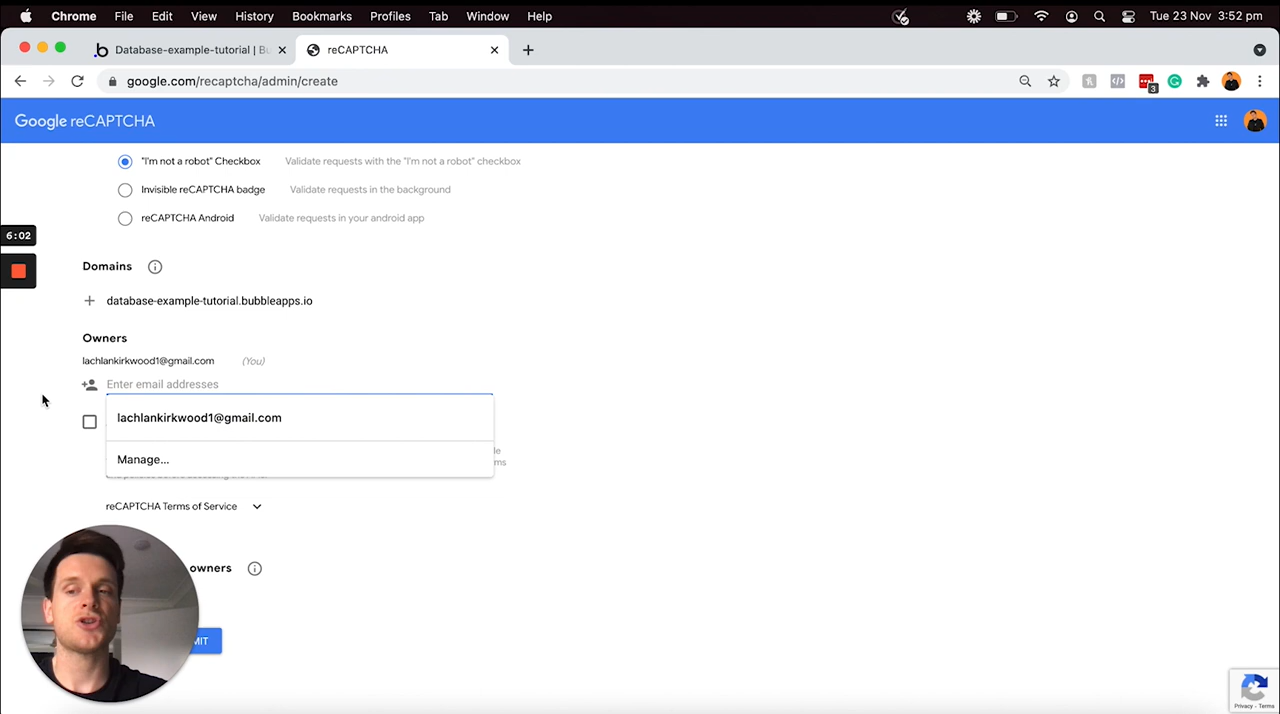 Chrome File Edit View History Bookmarks Profiles Tab Window Help Tue 23 Nov 3:52 pm
Database-example-tutorial | Bu reCAPTCHA
google.com/recaptcha/admin/create 3
Google reCAPTCHA
"I'm not a robot" Checkbox Validate requests with the "I'm not a robot" checkbox
Invisible reCAPTCHA badge Validate requests in the background
reCAPTCHA Android Validate requests in your android app
6:02
Domains
database-example-tutorial.bubbleapps.io
Owners
lachlankirkwood1@gmail.com (You)
Enter email addresses
lachlankirkwood1@gmail.com
Manage...
reCAPTCHA Terms of Service
owners
MIT
Privacy - Terms